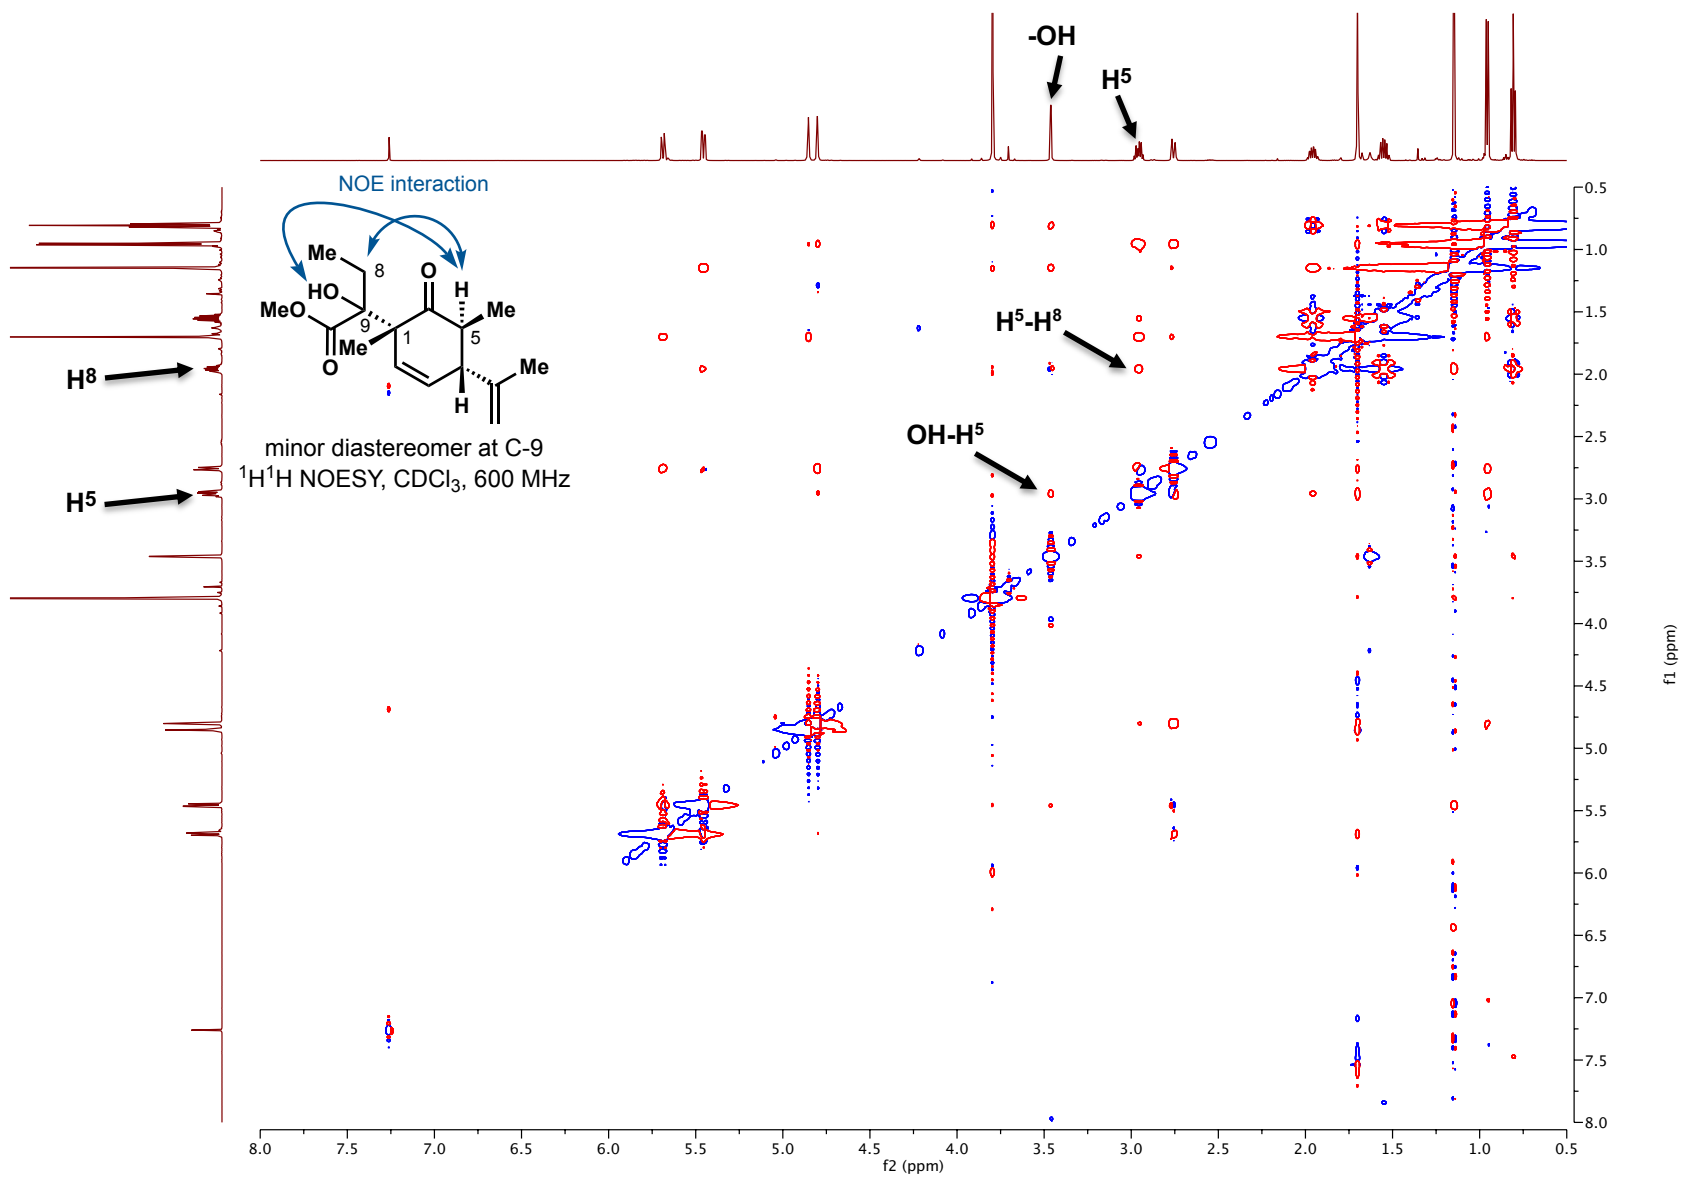 -OH
H5
NOE interaction
Me
8
O
H
HO
Me
MeO
9
1
5
Me
O
Me
H
H5-H8
H8
OH-H5
minor diastereomer at C-9
1H1H NOESY, CDCl3, 600 MHz
H5
0.5
1.0
1.5
2.0
2.5
3.0
3.5
4.0
4.5
5.0
5.5
6.0
6.5
7.0
7.5
8.0
f1 (ppm)
8.0 7.5 7.0 6.5 6.0 5.5 5.0 4.5 4.0 3.5 3.0 2.5 2.0 1.5 1.0 0.5
f2 (ppm)